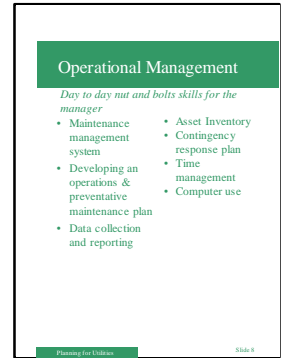 Operational Management
Day to day nut and bolts skills for the
manager
• Maintenance
management
system
• Developing an
operations &
preventative
maintenance plan
• Data collection
and reporting
• Asset Inventory
• Contingency
response plan
• Time
management
• Computer use
Planning for Utilities
Slide 8